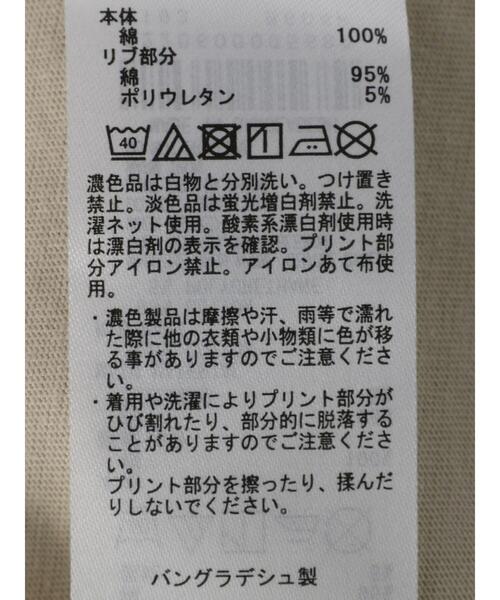 本体
綿 100%
リブ部分
綿 95%
ポリウレタン 5%
40
濃色品は白物と分別洗い。つけ置き
禁止。淡色品は蛍光増白剤禁止。洗
濯ネット使用。酸素系漂白剤使用時
は漂白剤の表示を確認。プリント部
分アイロン禁止。アイロンあて布使
用。
・濃色製品は摩擦や汗、雨等で濡れ
た際に他の衣類や小物類に色が移
る事がありますのでご注意くださ
い。
・着用や洗濯によりプリント部分が
ひび割れたり、部分的に脱落する
ことがありますのでご注意くださ
い。
プリント部分を擦ったり、揉んだ
りしないでください。
バングラデシュ製